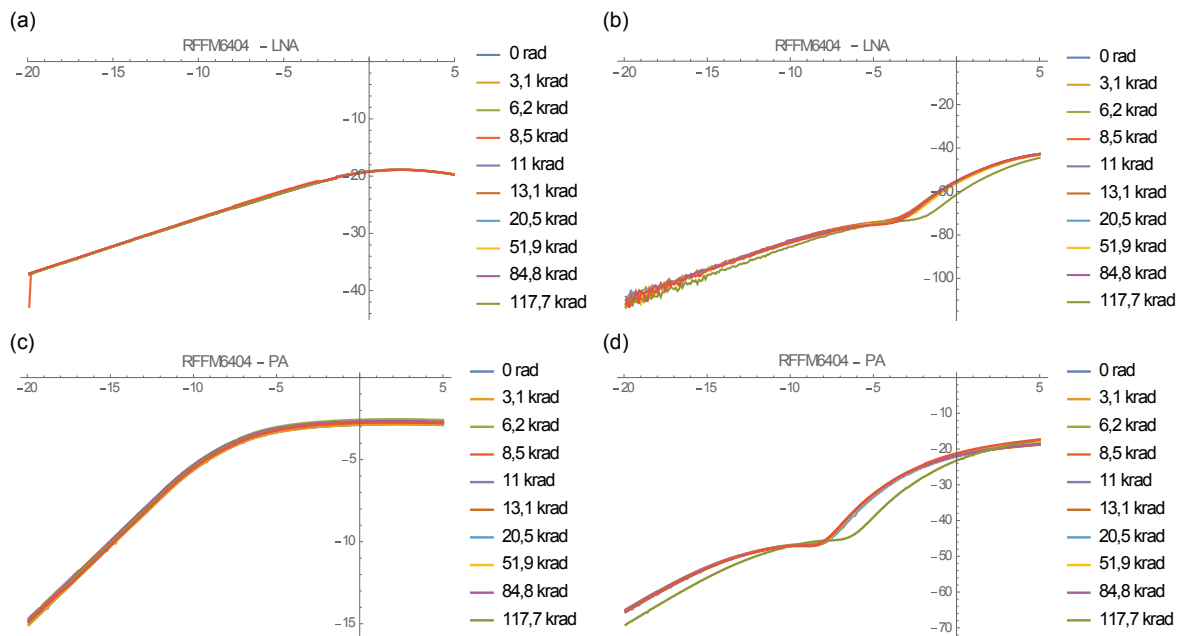 (a)
RFFM6404 – LNA
-20 -15 -10 -5 0 5
-10
-20
-30
-40
0 rad
3,1 krad
6,2 krad
8,5 krad
11 krad
13,1 krad
20,5 krad
51,9 krad
84,8 krad
117,7 krad
(b)
RFFM6404 – LNA
-20 -15 -10 -5 0 5
-20
-40
-60
-80
-100
0 rad
3,1 krad
6,2 krad
8,5 krad
11 krad
13,1 krad
20,5 krad
51,9 krad
84,8 krad
117,7 krad
(c)
RFFM6404 – PA
-20 -15 -10 -5 0 5
-5
-10
-15
0 rad
3,1 krad
6,2 krad
8,5 krad
11 krad
13,1 krad
20,5 krad
51,9 krad
84,8 krad
117,7 krad
(d)
RFFM6404 – PA
-20 -15 -10 -5 0 5
-10
-20
-30
-40
-50
-60
-70
0 rad
3,1 krad
6,2 krad
8,5 krad
11 krad
13,1 krad
20,5 krad
51,9 krad
84,8 krad
117,7 krad